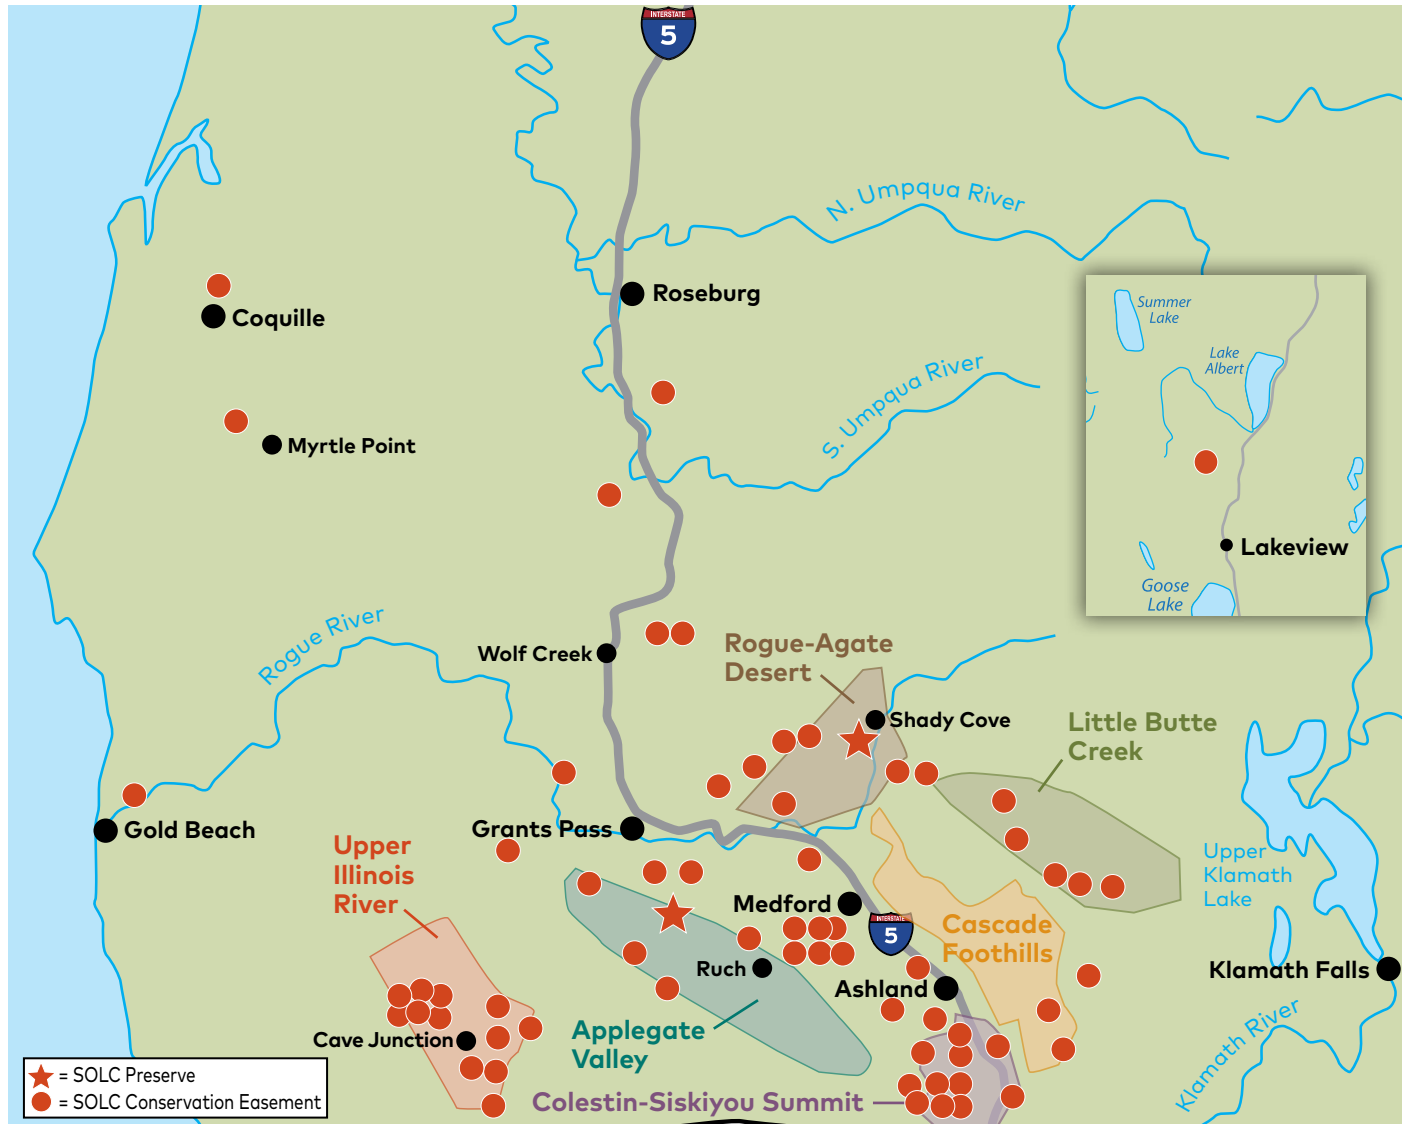 INTERSTATE
5
N. Umpqua River
Roseburg
Coquille
Summer
Lake
Lake
Albert
S. Umpqua River
Myrtle Point
Lakeview
Goose
Lake
Rogue River
Wolf Creek
Rogue-Agate
Desert
Shady Cove
Little Butte
Creek
Gold Beach
Grants Pass
Upper
Illinois
River
Upper
Klamath
Lake
Medford
INTERSTATE
5
Cascade
Foothills
Ruch
Klamath Falls
Ashland
Applegate
Valley
Cave Junction
Klamath River
Colestin-Siskiyou Summit
= SOLC Preserve
= SOLC Conservation Easement